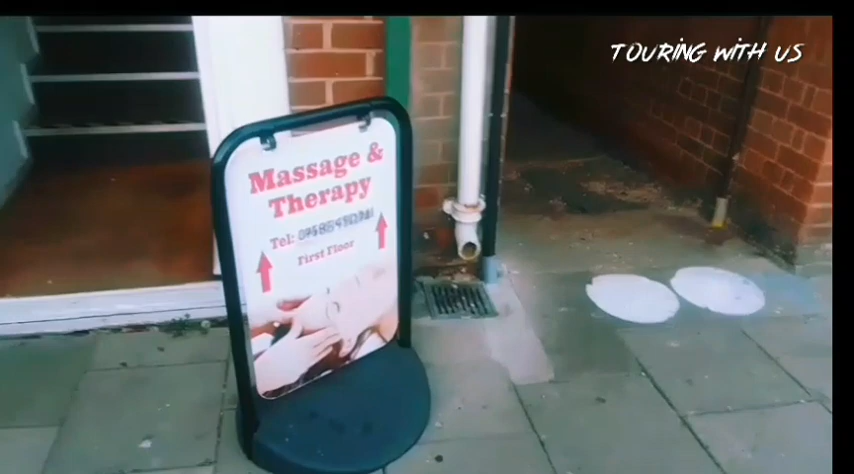 TOURING WITH US
Massage &
Therapy
Tel:
First Floor